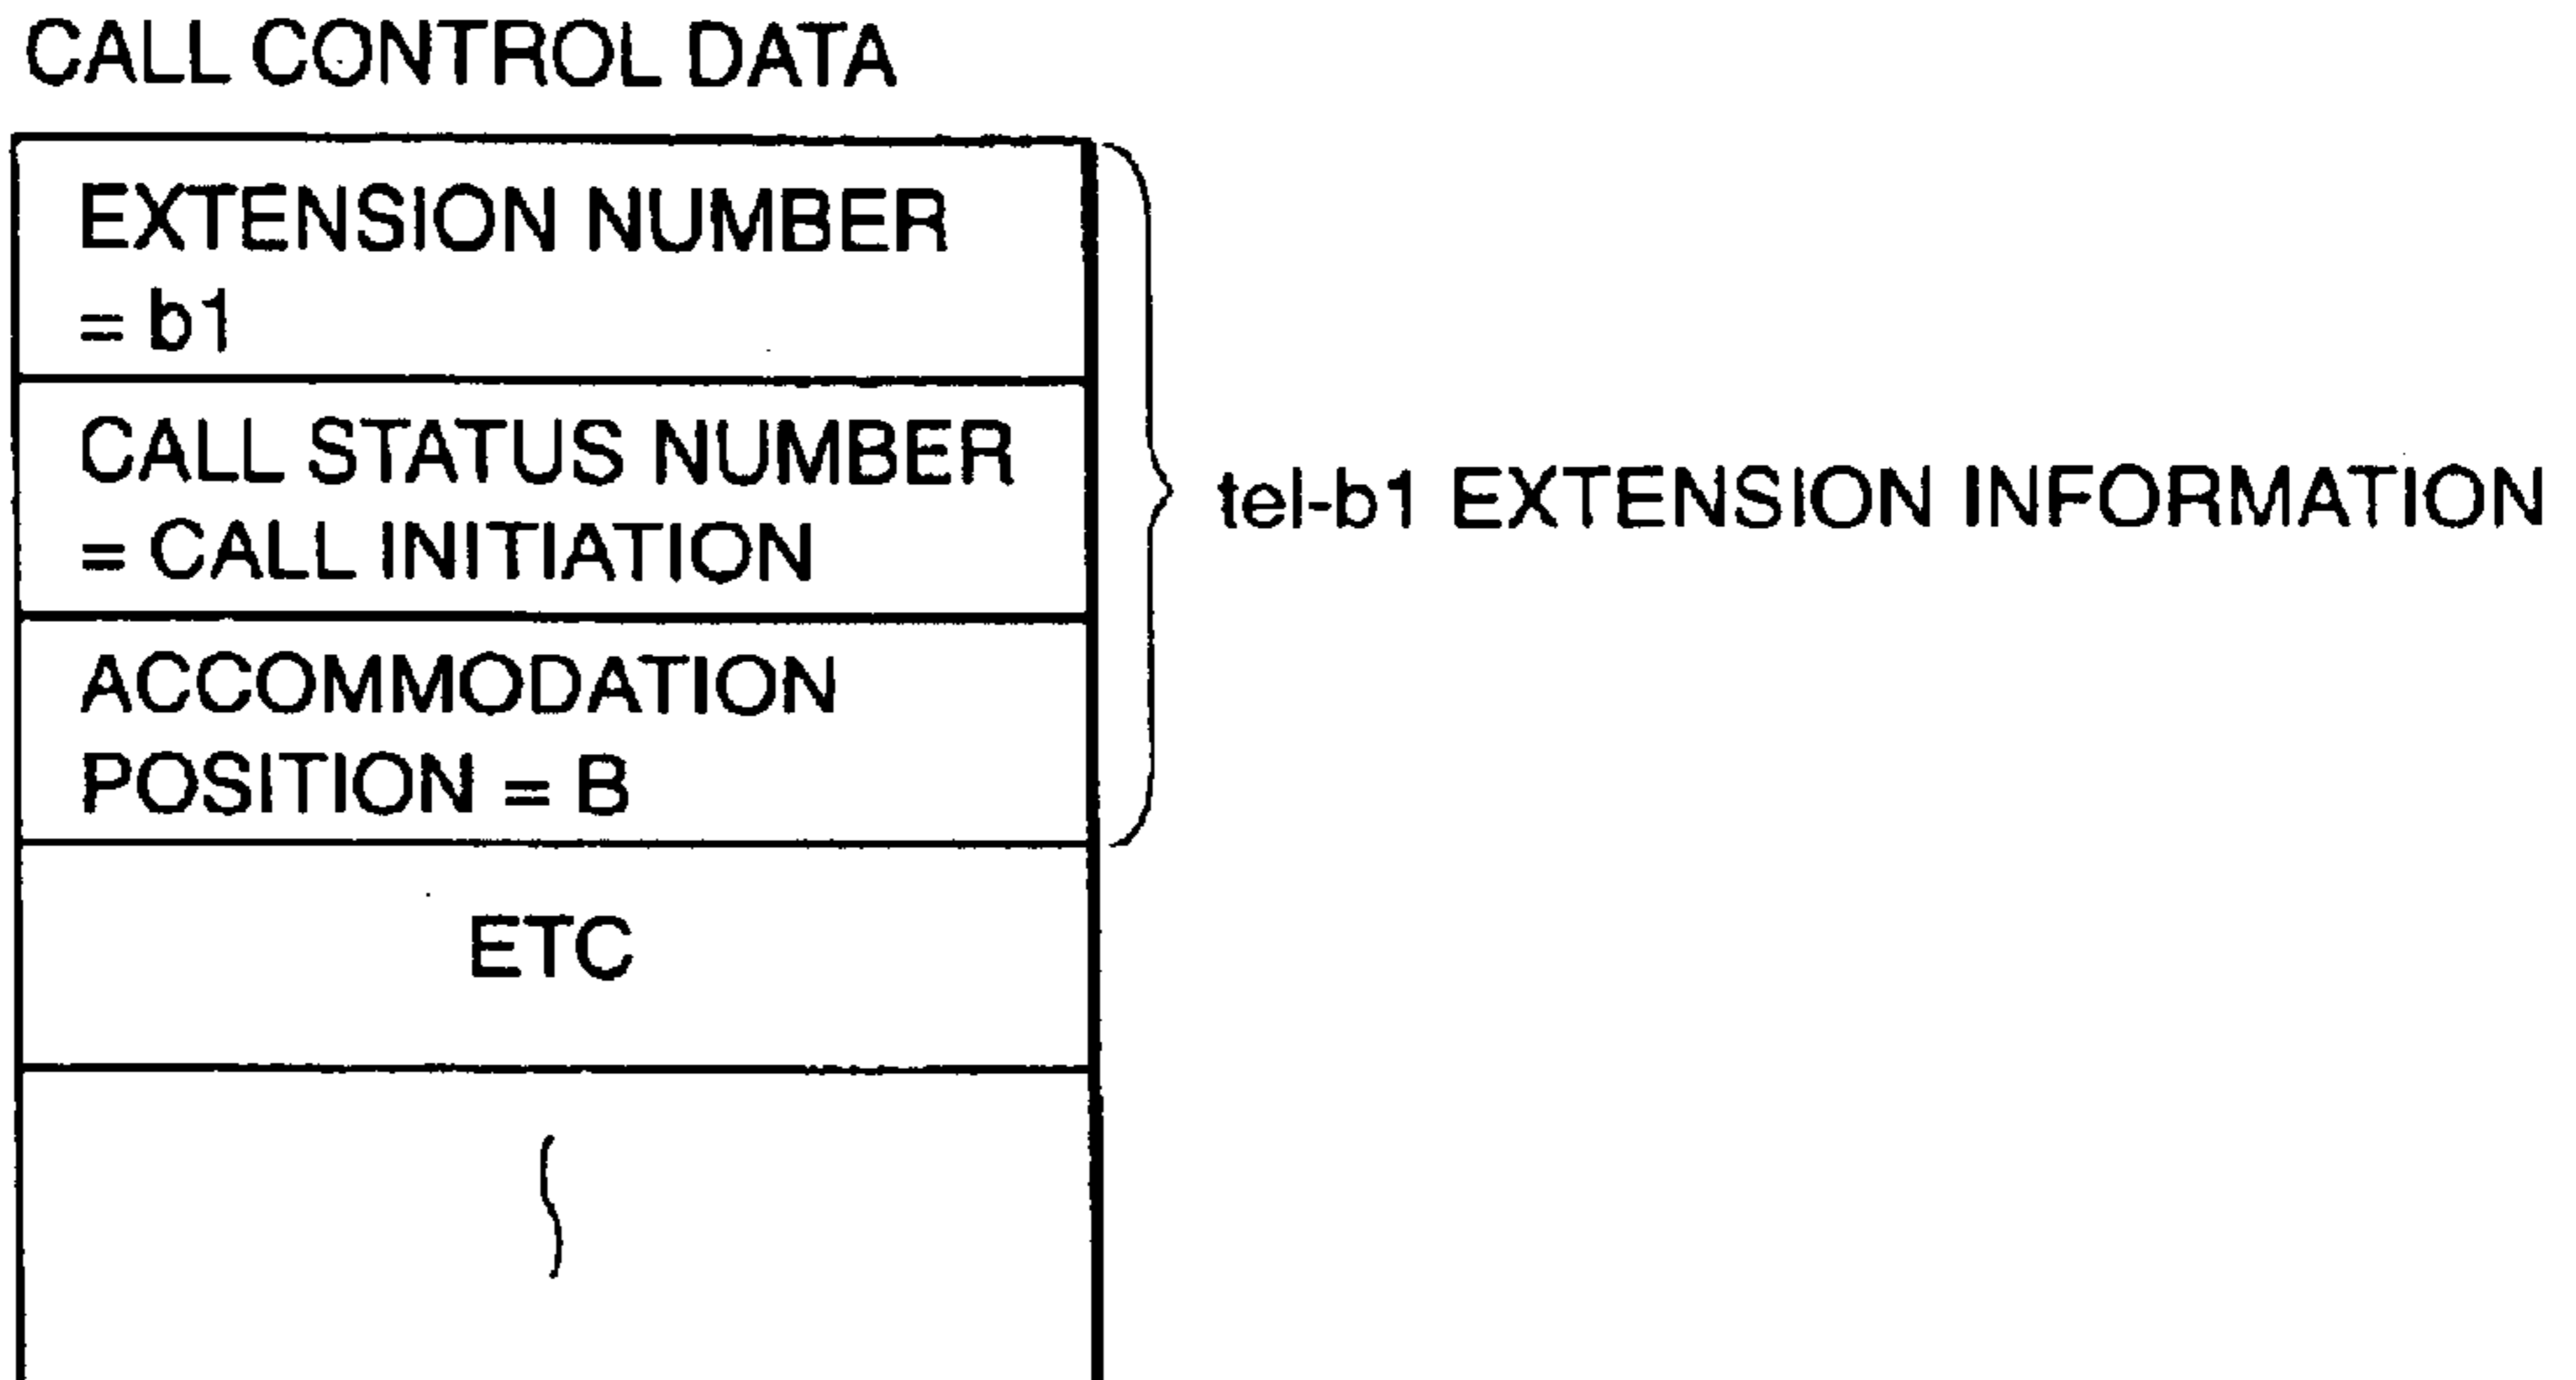 CALL CONTROL DATA
EXTENSION NUMBER
= b1
CALL STATUS NUMBER
= CALL INITIATION
tel-b1 EXTENSION INFORMATION
ACCOMMODATION
POSITION = B
ETC